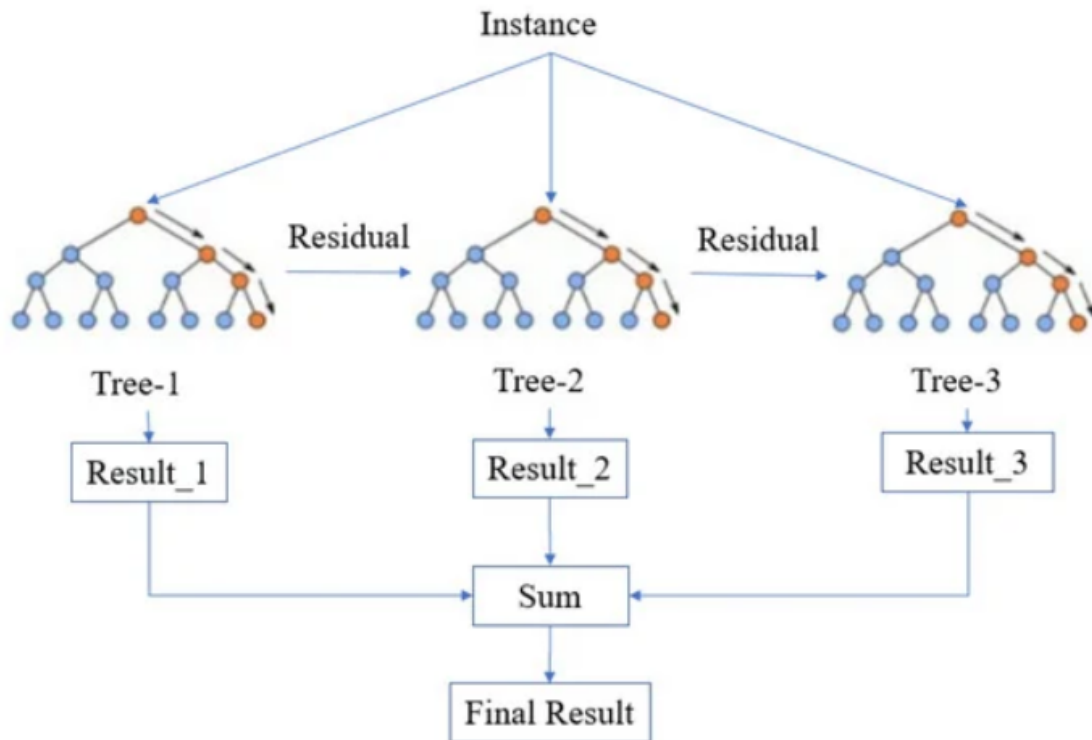 Instance
Residual
Residual
Tree-1
Tree-2
Tree-3
Result_1
Result_2
Result_3
Sum
Final Result